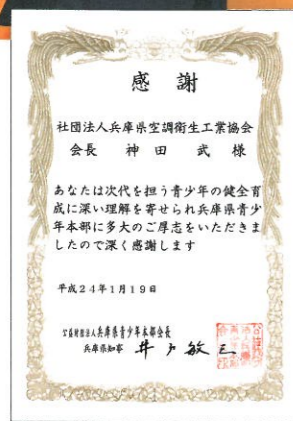 感謝
社団法人兵庫県空調衛生工業協会
会長 神田 武 様
あなたは次代を担う青少年の健全育
成に深い理解を寄せられ兵庫県青少
年本部に多大のご厚志をいただきま
したので深く感謝します
平成24年1月19日
公益財団法人兵庫県青少年本部会長
兵庫県知事 井戸敏三